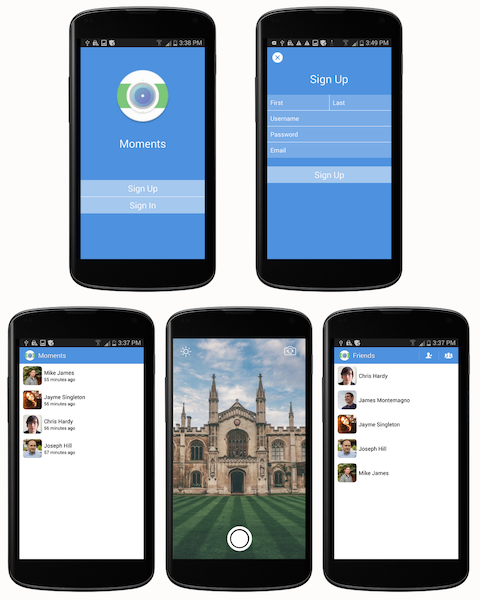 3:38 PM
Moments
Sign Up
Sign In
3:49 PM
Sign Up
First Last
Username
Password
Email
Sign Up
3:37 PM
Moments
Mike James
55 minutes ago
Jayme Singleton
56 minutes ago
Chris Hardy
56 minutes ago
Joseph Hill
57 minutes ago
3:37 PM
Friends
Chris Hardy
James Montemagno
Jayme Singleton
Joseph Hill
Mike James